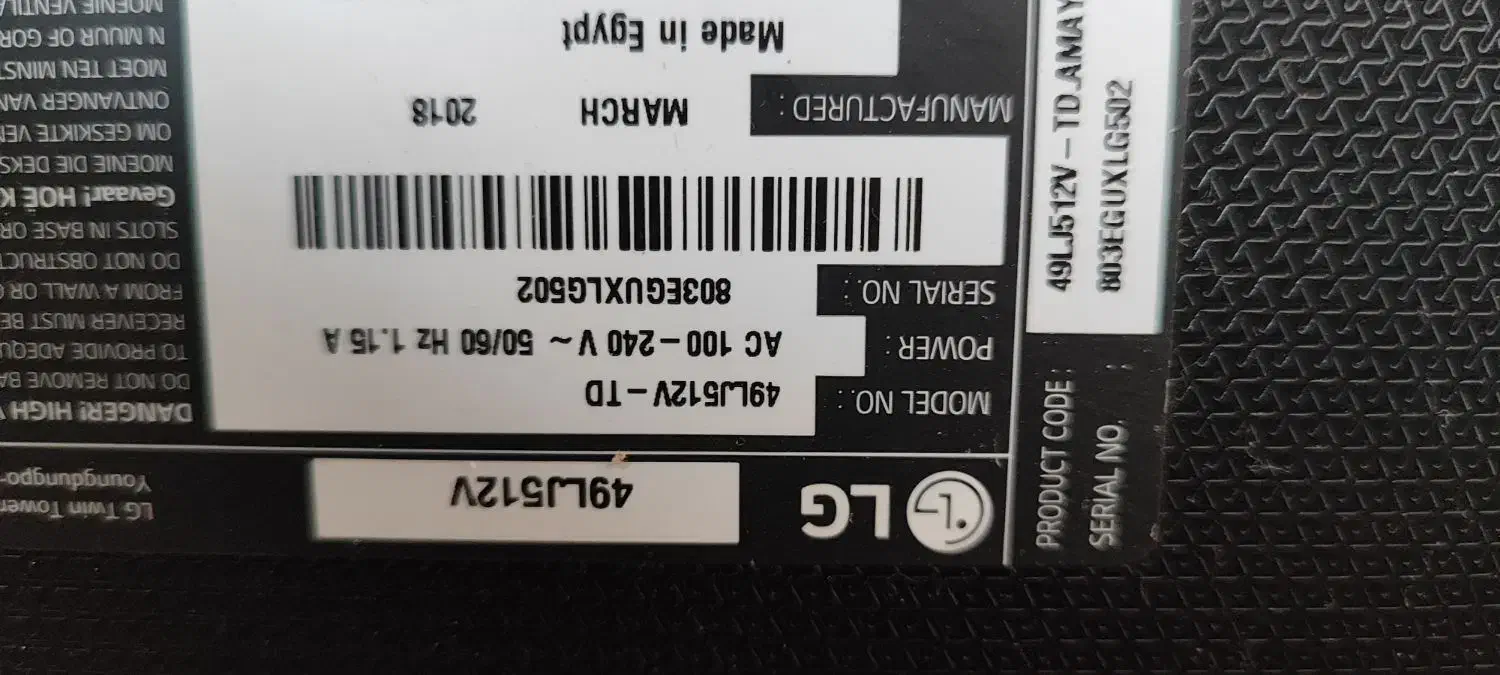 LG
49LJ512V
LG Twin Tower
Youngdungpo-
MODEL NO. : 49LJ512V-TD
POWER : AC 100-240 V ~ 50/60 Hz 1.15 A
SERIAL NO. : 803EGUXLG502
MANUFACTURED : MARCH 2018
Made in Egypt
DANGER! HIGH
DO NOT REMOVE BA
TO PROVIDE ADEQU
RECEIVER MUST BE
FROM A WALL OR
DO NOT OBSTRUCT
SLOTS IN BASE OR
Gevaar! HOË
MOENIE DIE DEKS
OM GESKIKTE VEN
ONTVANGER VAN
MOET TEN MINST
N MUUR OF GOR
MOENIE VENTILA
PRODUCT CODE : 49LJ512V-TD.AMAY
SERIAL NO. : 803EGUXLG502